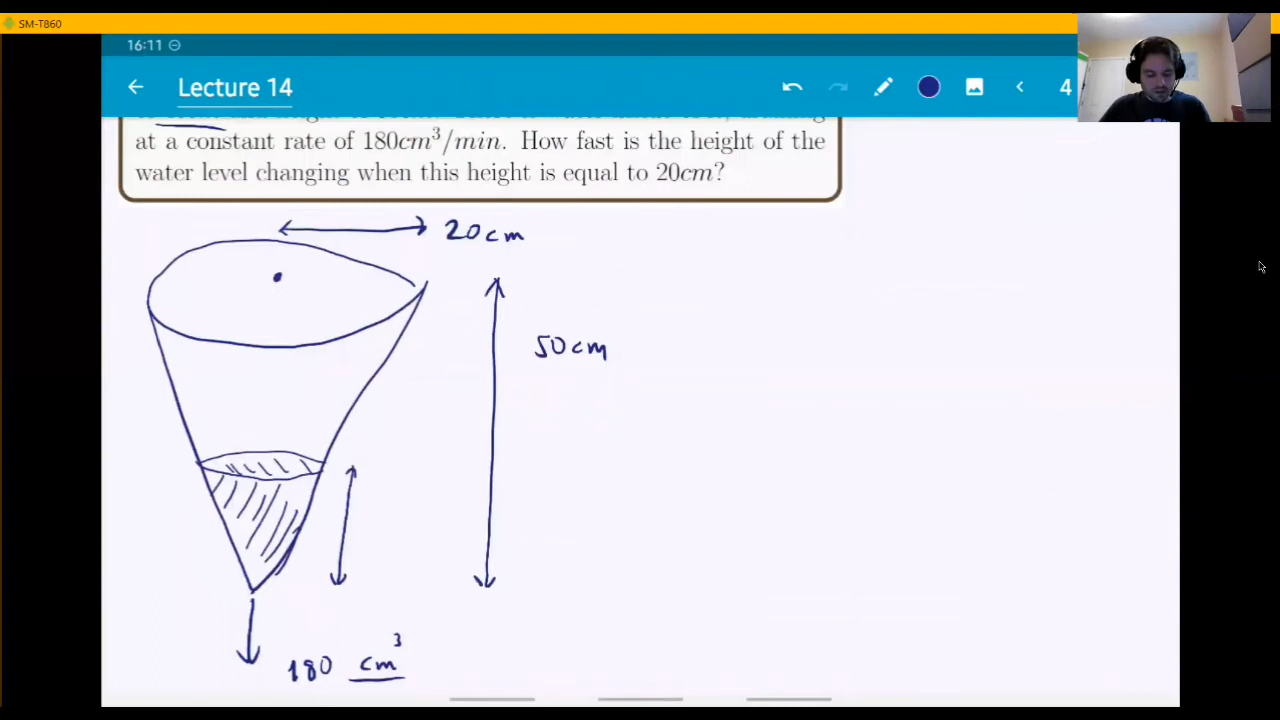 SM-T860
16:11
Lecture 14
4
at a constant rate of 180cm³/min. How fast is the height of the
water level changing when this height is equal to 20cm?
20cm
50cm
180 cm³